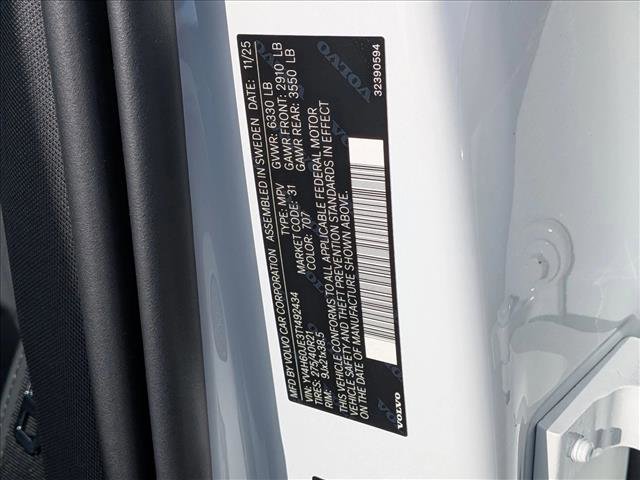 MFD BY VOLVO CAR CORPORATION ASSEMBLED IN SWEDEN DATE: 11/25
GVWR: 6330 LB
GAWR FRONT: 2910 LB
GAWR REAR: 3550 LB
VIN: YV4H60JE3T1492434 TYPE: MPV
MARKET CODE: 31
TIRES: 275/40R21 COLOR: 707
RIM: 9Jx21x38.5
THIS VEHICLE CONFORMS TO ALL APPLICABLE FEDERAL MOTOR
VEHICLE SAFETY AND THEFT PREVENTION STANDARDS IN EFFECT
ON THE DATE OF MANUFACTURE SHOWN ABOVE.
VOLVO
32390594
VOLVO